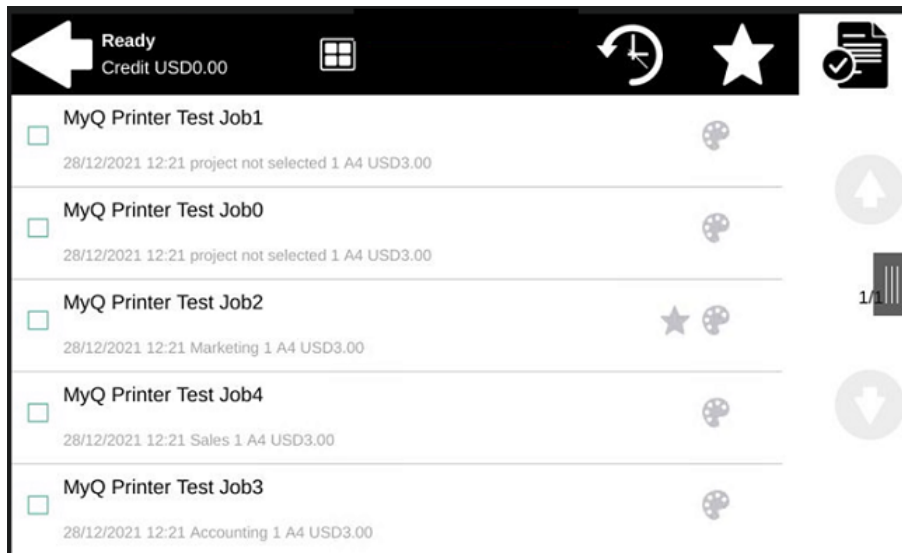 Ready
Credit USD0.00
MyQ Printer Test Job1
28/12/2021 12:21 project not selected 1 A4 USD3.00
MyQ Printer Test Job0
28/12/2021 12:21 project not selected 1 A4 USD3.00
1/1
MyQ Printer Test Job2
28/12/2021 12:21 Marketing 1 A4 USD3.00
MyQ Printer Test Job4
28/12/2021 12:21 Sales 1 A4 USD3.00
MyQ Printer Test Job3
28/12/2021 12:21 Accounting 1 A4 USD3.00